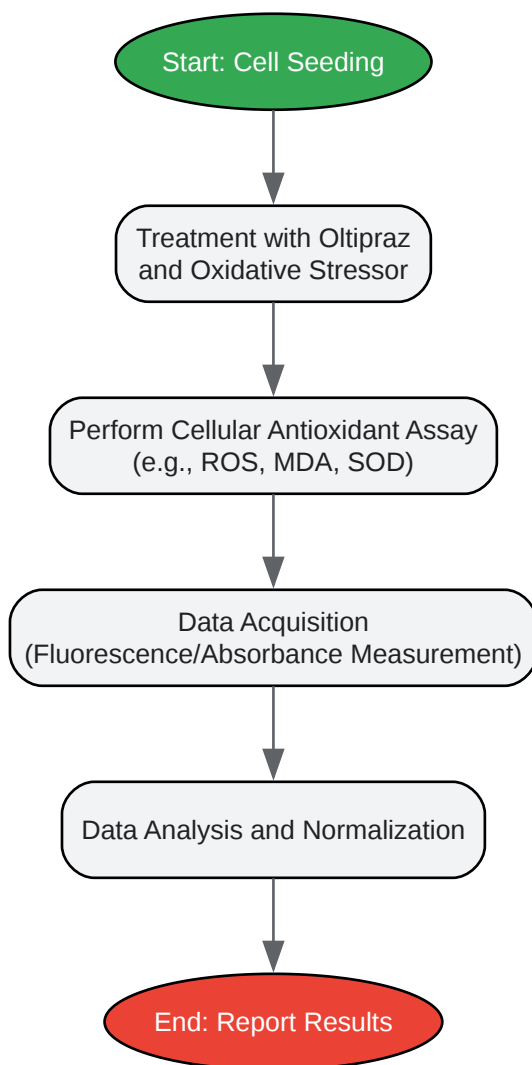 Start: Cell Seeding
Treatment with Oltipraz
and Oxidative Stressor
Perform Cellular Antioxidant Assay
(e.g., ROS, MDA, SOD)
Data Acquisition
(Fluorescence/Absorbance Measurement)
Data Analysis and Normalization
End: Report Results